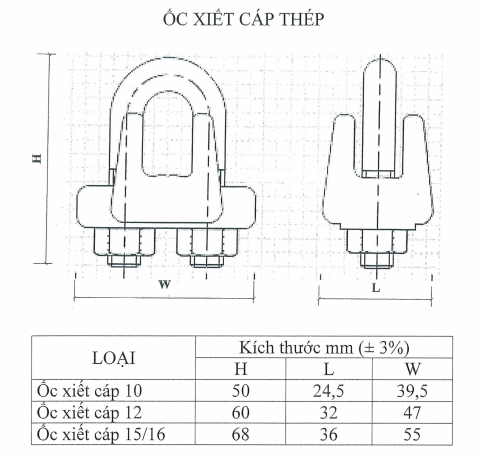 ỐC XIẾT CÁP THÉP
H
W
L
LOẠI Kích thước mm (± 3%)
H L W
Ốc xiết cáp 10 50 24,5 39,5
Ốc xiết cáp 12 60 32 47
Ốc xiết cáp 15/16 68 36 55